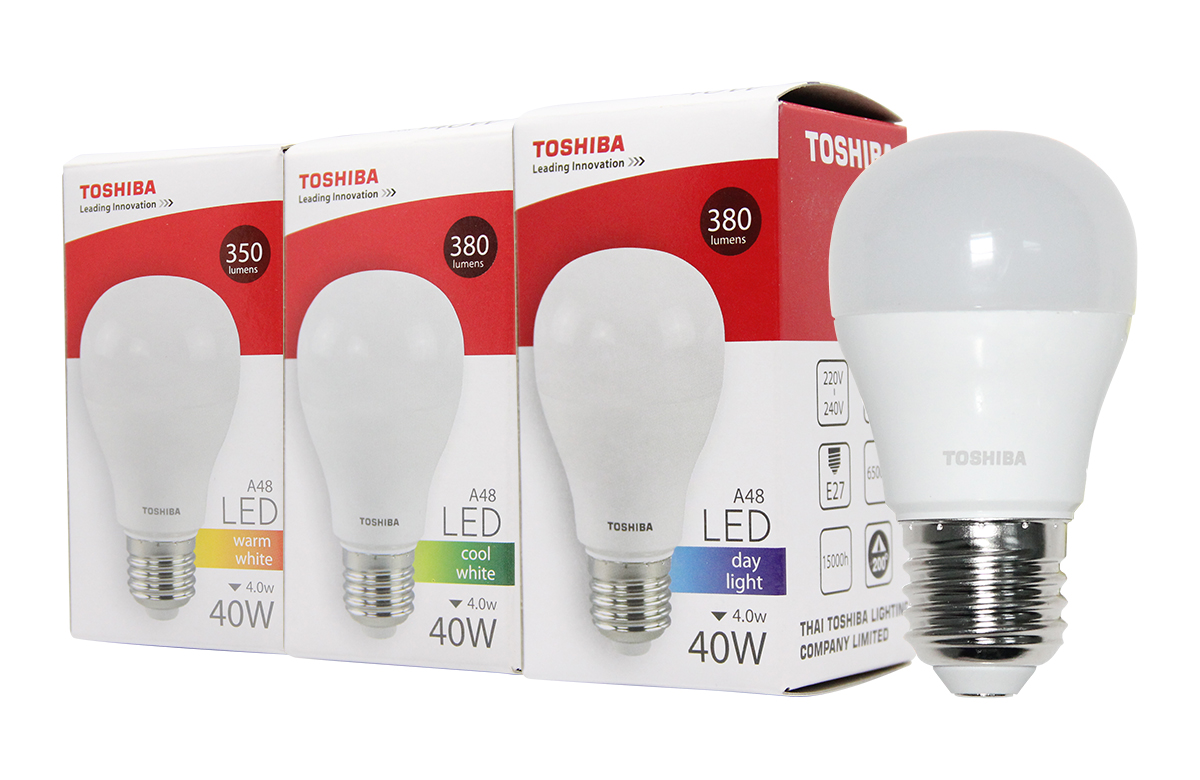 TOSHIBA
Leading Innovation >>>
350
lumens
TOSHIBA
A48
LED
warm
white
4.0w
40W
TOSHIBA
Leading Innovation >>>
380
lumens
TOSHIBA
A48
LED
cool
white
4.0w
40W
TOSHIBA
Leading Innovation >>>
380
lumens
TOSHIBA
A48
LED
day
light
4.0w
40W
TOSHIBA
220V
240V
E27
15000h
200°
THAI TOSHIBA LIGHTING
COMPANY LIMITED
TOSHIBA